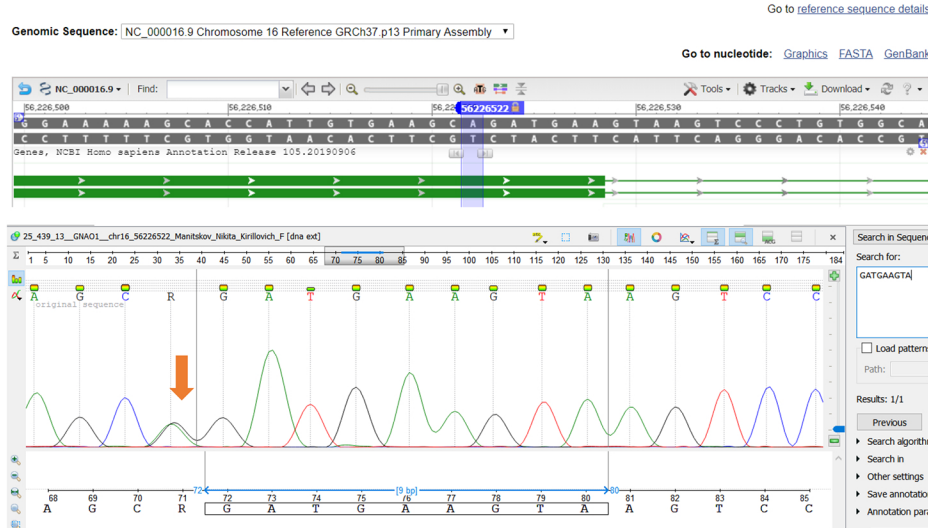 Go to reference sequence details
Genomic Sequence: NC_000016.9 Chromosome 16 Reference GRCh37.p13 Primary Assembly
Go to nucleotide: Graphics FASTA GenBank
NC_000016.9 Find: Tools Tracks Download ?
56,226,500 56,226,510 56,22 56226522 56,226,530 56,226,540
G G A A A A A G C A C C A T T G T G A A G C A G A T G A A G T A A G T C C C T G T G G C A
C C T T T T T C G T G G T A A C A C T T C G T C T A C T T C A T T C A G G G A C A C C G
Genes, NCBI Homo sapiens Annotation Release 105.20190906
25_439_13__GNAO1__chr16_56226522_Manitskov_Nikita_Kirillovich_F [dna ext]
Σ 1 5 10 15 20 25 30 35 40 45 50 55 60 65 70 75 80 85 90 95 100 105 110 115 120 125 130 135 140 145 150 155 160 165 170 175 184
A G C R G A T G A A G T A A G T C C
original sequence
72 [9 bp] 80
68 69 70 71 72 73 74 75 76 77 78 79 80 81 82 83 84 85
A G C R G A T G A A G T A A G T C C
Search in Sequen
Search for:
GATGAAGTA
Load pattern
Path:
Results: 1/1
Previous
Search algorith
Search in
Other settings
Save annotatio
Annotation para